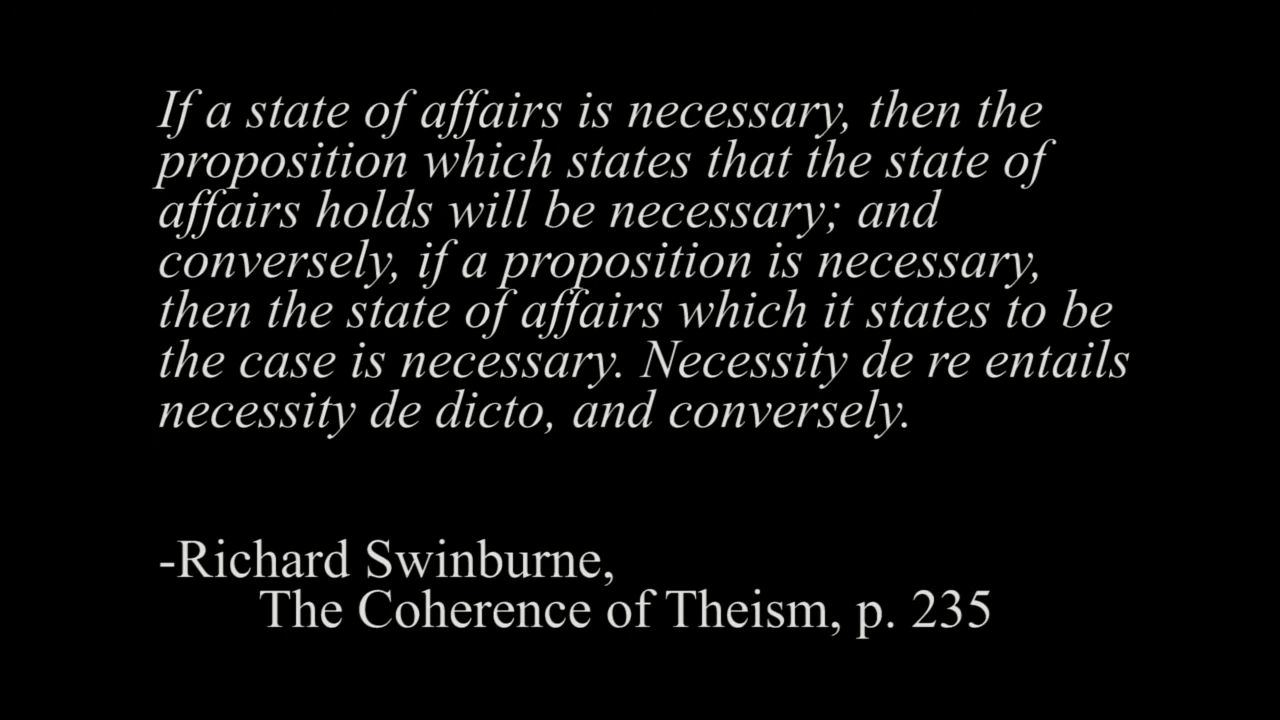 If a state of affairs is necessary, then the
proposition which states that the state of
affairs holds will be necessary; and
conversely, if a proposition is necessary,
then the state of affairs which it states to be
the case is necessary. Necessity de re entails
necessity de dicto, and conversely.
-Richard Swinburne,
The Coherence of Theism, p. 235